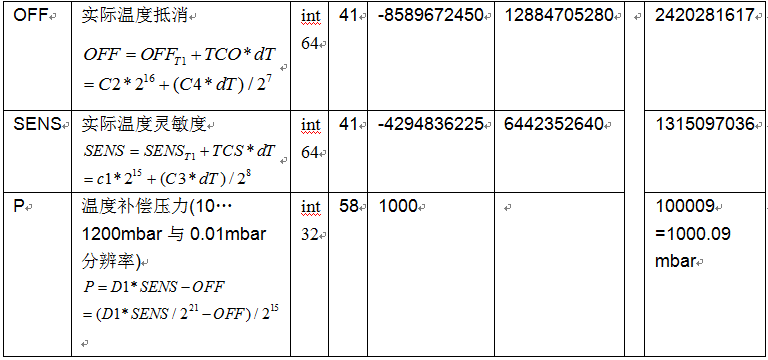 OFF 实际温度抵消 int 41 -8589672450 12884705280 2420281617
64
OFF = OFF_{T1} + TCO * dT
= C2 * 2^{16} + (C4 * dT) / 2^{7}
SENS 实际温度灵敏度 int 41 -4294836225 6442352640 1315097036
64
SENS = SENS_{T1} + TCS * dT
= c1 * 2^{15} + (C3 * dT) / 2^{8}
P 温度补偿压力(10… int 58 1000 100009
1200mbar 与 0.01mbar 32 =1000.09
分辨率) mbar
P = D1 * SENS - OFF
= (D1 * SENS / 2^{21} - OFF) / 2^{15}